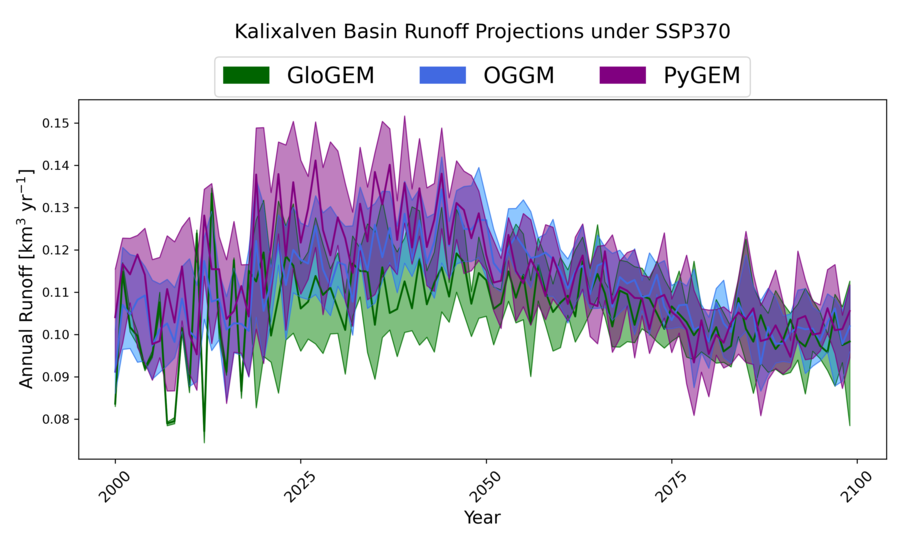 Kalixalven Basin Runoff Projections under SSP370
GloGEM OGGM PyGEM
Annual Runoff [km³ yr⁻¹]
0.15
0.14
0.13
0.12
0.11
0.10
0.09
0.08
2000 2025 2050 2075 2100
Year